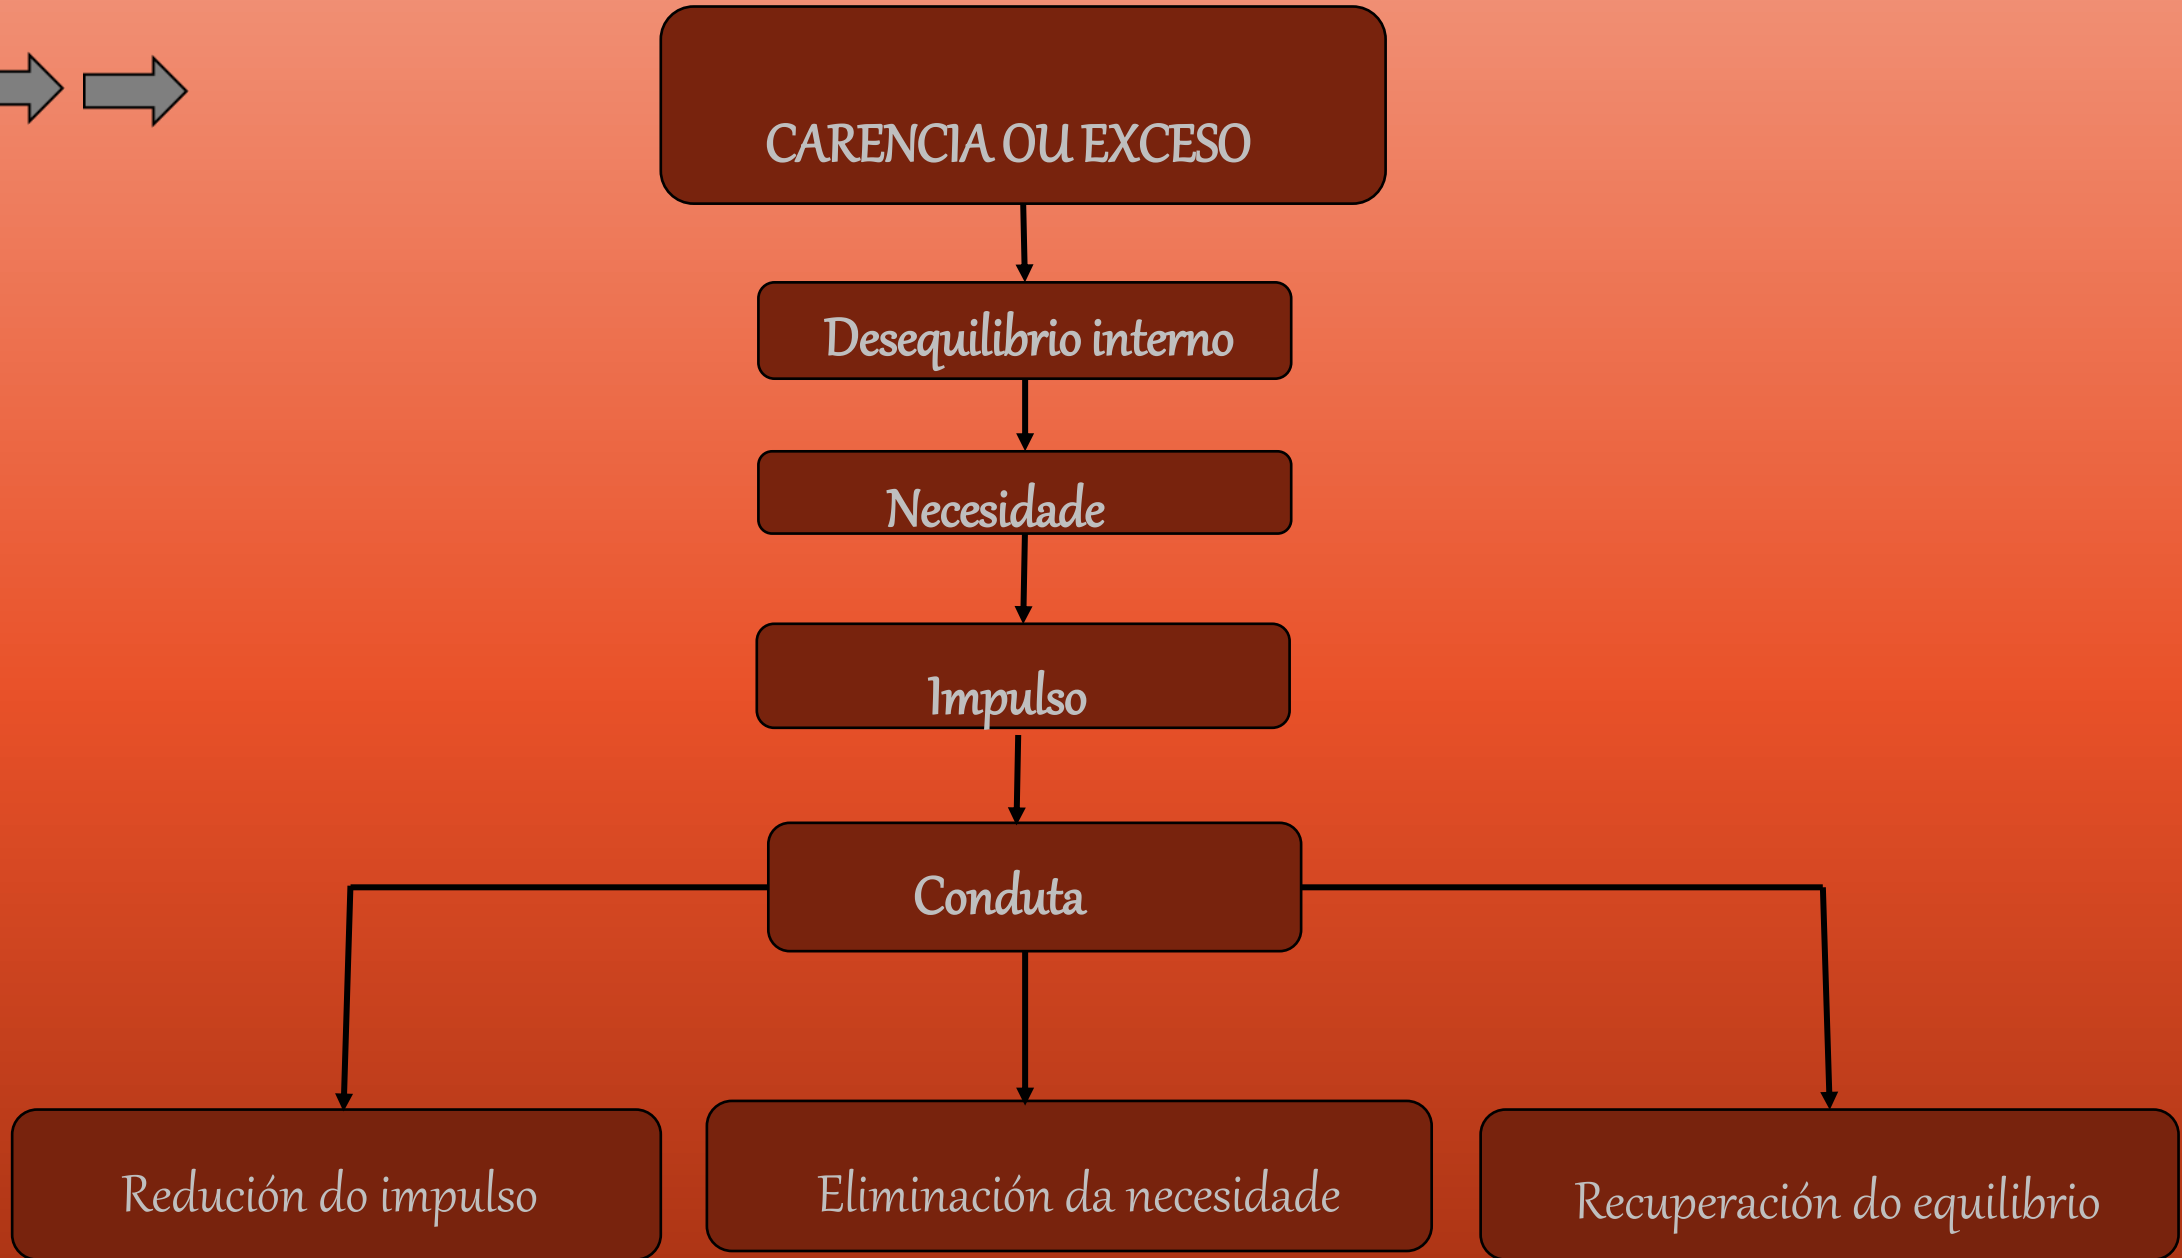 CARENCIA OU EXCESO
Desequilibrio interno
Necesidade
Impulso
Conduta
Redución do impulso
Eliminación da necesidade
Recuperación do equilibrio